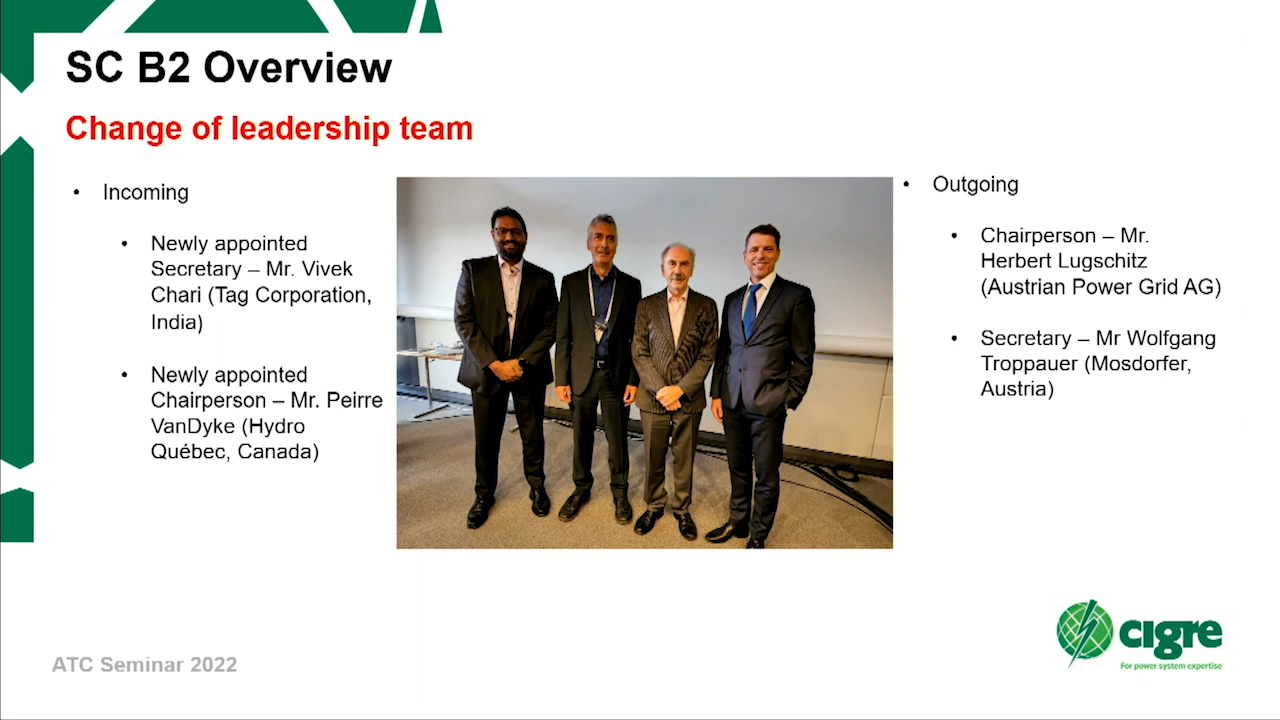 SC B2 Overview
Change of leadership team
• Incoming
• Newly appointed
Secretary – Mr. Vivek
Chari (Tag Corporation,
India)
• Newly appointed
Chairperson – Mr. Peirre
VanDyke (Hydro
Québec, Canada)
• Outgoing
• Chairperson – Mr.
Herbert Lugschitz
(Austrian Power Grid AG)
• Secretary – Mr Wolfgang
Troppauer (Mosdorfer,
Austria)
ATC Seminar 2022
cigre
For power system expertise